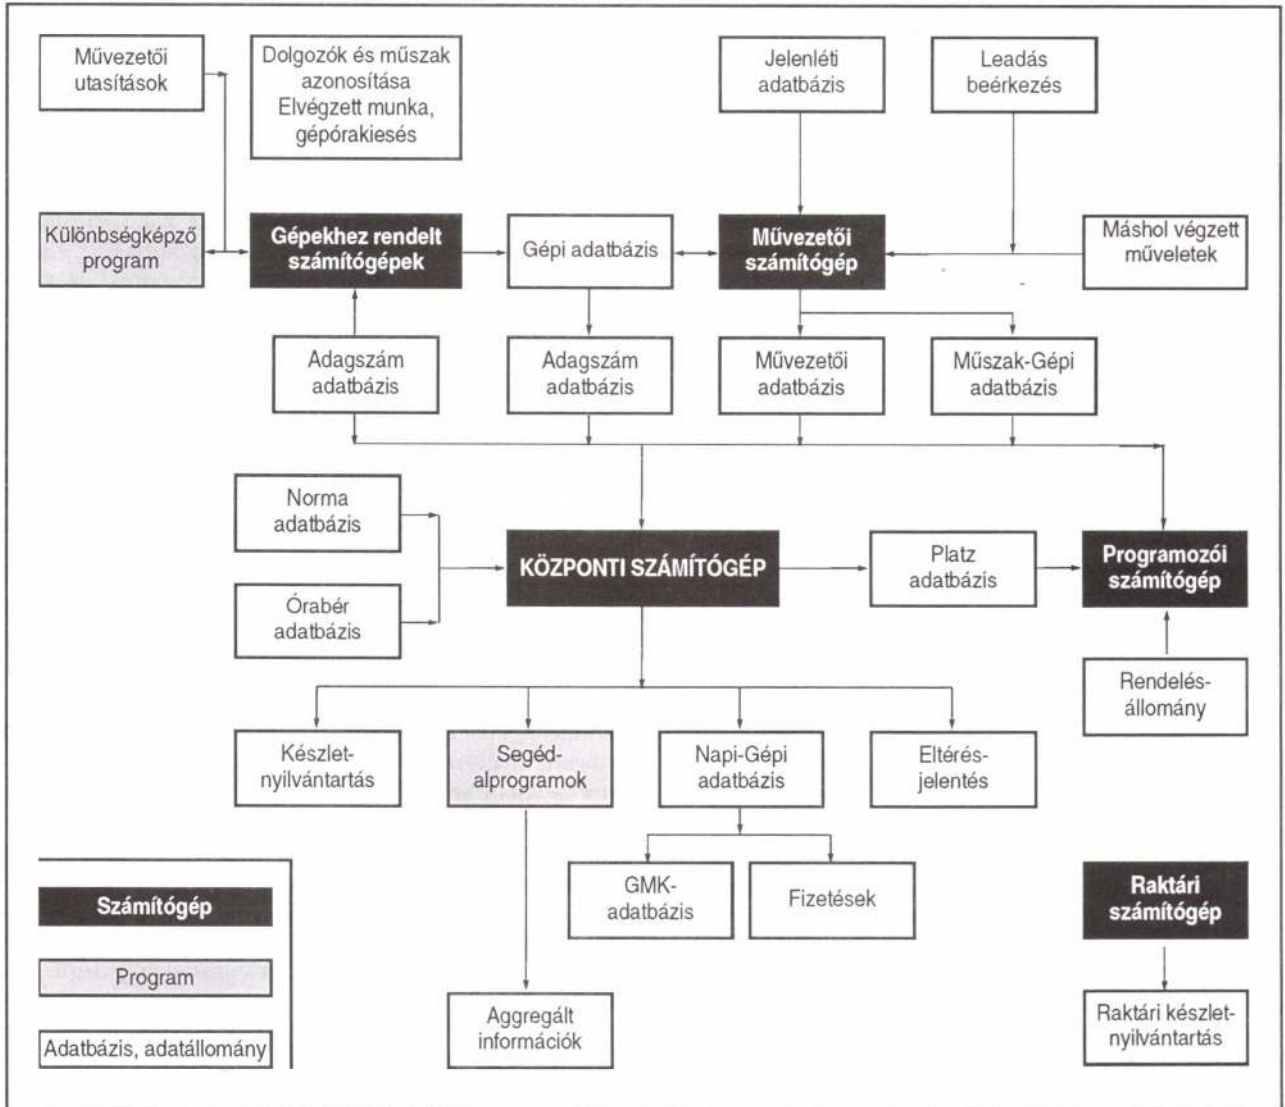 Művezetői
utasítások
Dolgozók és műszak
azonosítása
Elvégzett munka,
gépórakiesés
Jelenléti
adatbázis
Leadás
beérkezés
Különbségképző
program
Gépekhez rendelt
számítógépek
Gépi adatbázis
Művezetői
számítógép
Máshol végzett
műveletek
Adagszám
adatbázis
Adagszám
adatbázis
Művezetői
adatbázis
Műszak-Gépi
adatbázis
Norma
adatbázis
Órabér
adatbázis
KÖZPONTI SZÁMÍTÓGÉP
Platz
adatbázis
Programozói
számítógép
Rendelés-
állomány
Készlet-
nyilvántartás
Segéd-
alprogramok
Napi-Gépi
adatbázis
Eltérés-
jelentés
GMK-
adatbázis
Fizetések
Raktári
számítógép
Számítógép
Program
Adatbázis, adatállomány
Aggregált
információk
Raktári készlet-
nyilvántartás